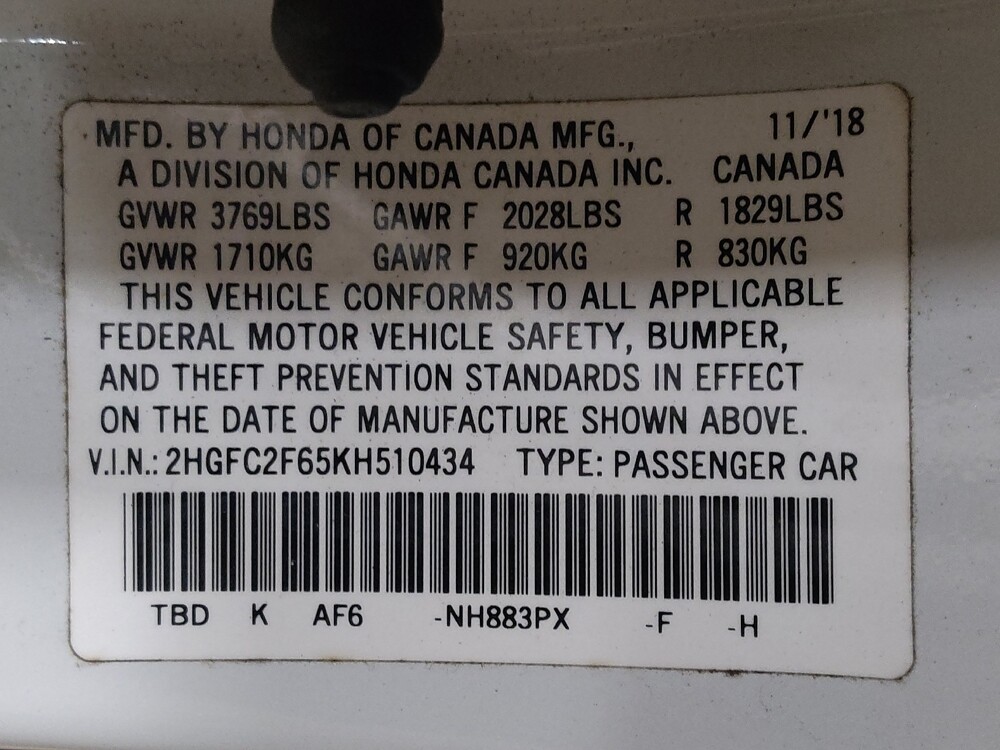 MFD. BY HONDA OF CANADA MFG., 11/'18
A DIVISION OF HONDA CANADA INC. CANADA
GVWR 3769LBS GAWR F 2028LBS R 1829LBS
GVWR 1710KG GAWR F 920KG R 830KG
THIS VEHICLE CONFORMS TO ALL APPLICABLE
FEDERAL MOTOR VEHICLE SAFETY, BUMPER,
AND THEFT PREVENTION STANDARDS IN EFFECT
ON THE DATE OF MANUFACTURE SHOWN ABOVE.
V.I.N.: 2HGFC2F65KH510434 TYPE: PASSENGER CAR
TBD K AF6 -NH883PX -F -H